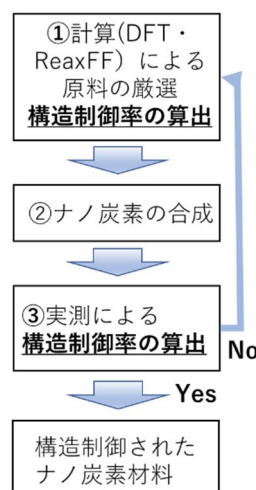 ①計算(DFT・
ReaxFF）による
原料の厳選
構造制御率の算出
②ナノ炭素の合成
③実測による
構造制御率の算出
No
Yes
構造制御された
ナノ炭素材料